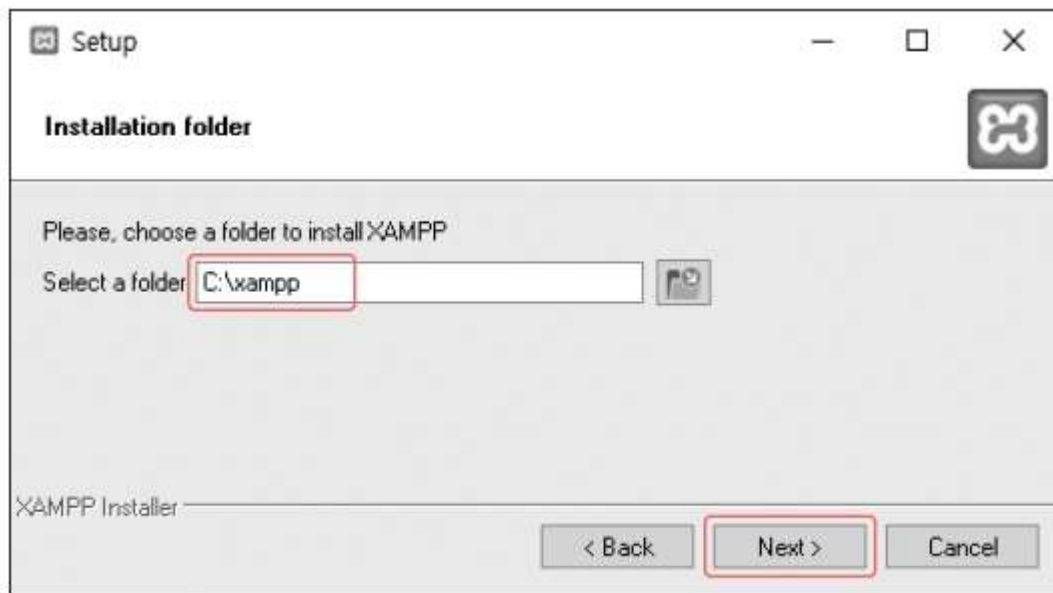 Setup
Installation folder
Please, choose a folder to install XAMPP
Select a folder C:\xampp
XAMPP Installer
< Back Next > Cancel